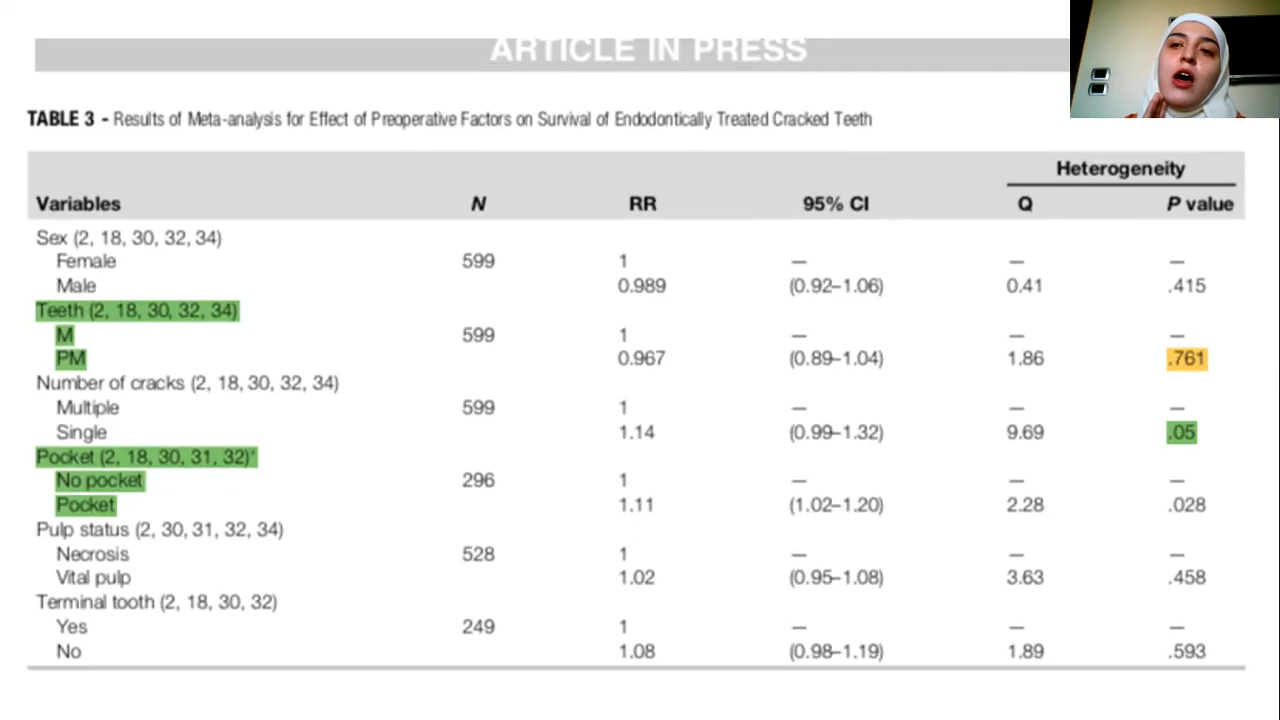 ARTICLE IN PRESS
TABLE 3 - Results of Meta-analysis for Effect of Preoperative Factors on Survival of Endodontically Treated Cracked Teeth
Heterogeneity
Variables N RR 95% CI Q P value
Sex (2, 18, 30, 32, 34)
Female 599 1 — — —
Male 0.989 (0.92–1.06) 0.41 .415
Teeth (2, 18, 30, 32, 34)
M 599 1 — — —
PM 0.967 (0.89–1.04) 1.86 .761
Number of cracks (2, 18, 30, 32, 34)
Multiple 599 1 — — —
Single 1.14 (0.99–1.32) 9.69 .05
Pocket (2, 18, 30, 31, 32)*
No pocket 296 1 — — —
Pocket 1.11 (1.02–1.20) 2.28 .028
Pulp status (2, 30, 31, 32, 34)
Necrosis 528 1 — — —
Vital pulp 1.02 (0.95–1.08) 3.63 .458
Terminal tooth (2, 18, 30, 32)
Yes 249 1 — — —
No 1.08 (0.98–1.19) 1.89 .593